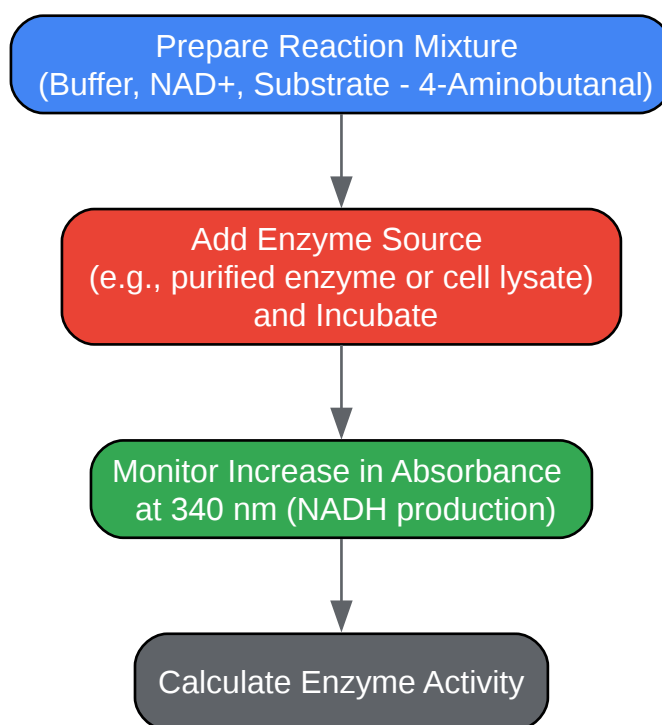 Prepare Reaction Mixture
(Buffer, NAD+, Substrate - 4-Aminobutanal)
Add Enzyme Source
(e.g., purified enzyme or cell lysate)
and Incubate
Monitor Increase in Absorbance
at 340 nm (NADH production)
Calculate Enzyme Activity